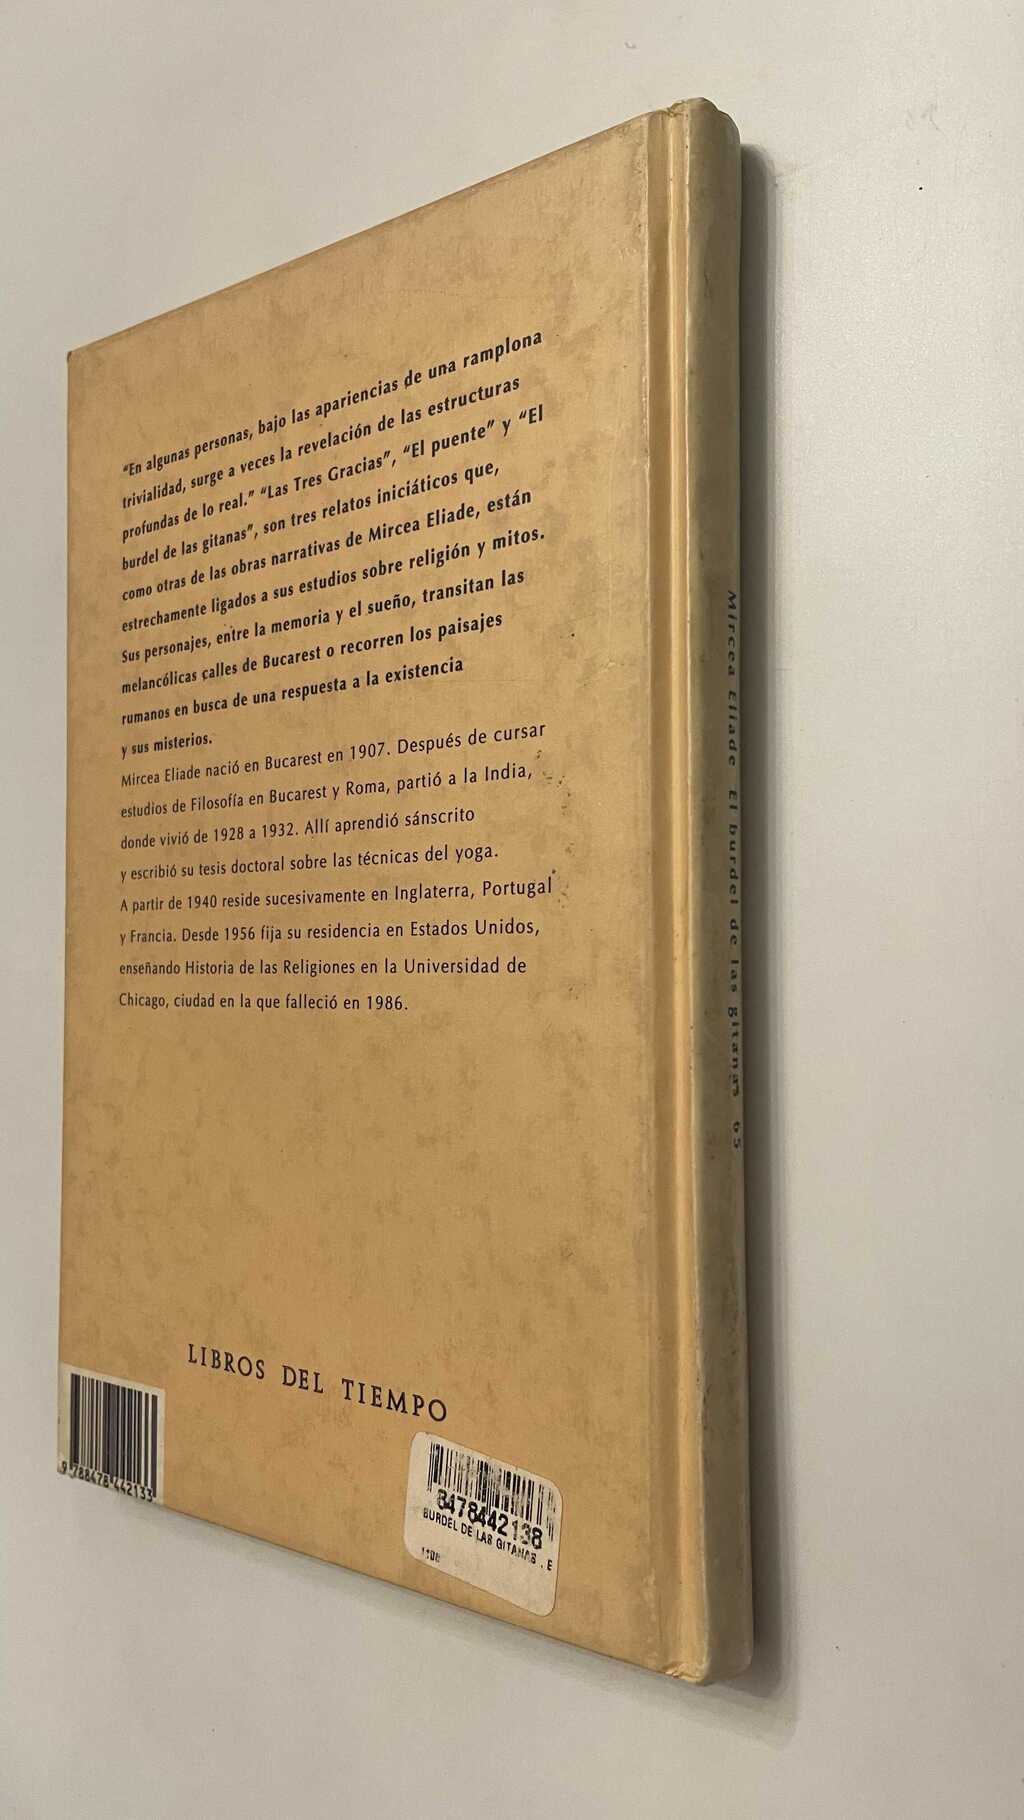 “En algunas personas, bajo las apariencias de una ramplona
trivialidad, surge a veces la revelación de las estructuras
profundas de lo real.” “Las Tres Gracias”, “El puente” y “El
burdel de las gitanas”, son tres relatos iniciáticos que,
como otras de las obras narrativas de Mircea Eliade, están
estrechamente ligados a sus estudios sobre religión y mitos.
Sus personajes, entre la memoria y el sueño, transitan las
melancólicas calles de Bucarest o recorren los paisajes
rumanos en busca de una respuesta a la existencia
y sus misterios.
Mircea Eliade nació en Bucarest en 1907. Después de cursar
estudios de Filosofía en Bucarest y Roma, partió a la India,
donde vivió de 1928 a 1932. Allí aprendió sánscrito
y escribió su tesis doctoral sobre las técnicas del yoga.
A partir de 1940 reside sucesivamente en Inglaterra, Portugal
y Francia. Desde 1956 fija su residencia en Estados Unidos,
enseñando Historia de las Religiones en la Universidad de
Chicago, ciudad en la que falleció en 1986.
LIBROS DEL TIEMPO
9 788478 442133
8478442138
BURDEL DE LAS GITANAS . E
Mircea Eliade El burdel de las gitanas 65